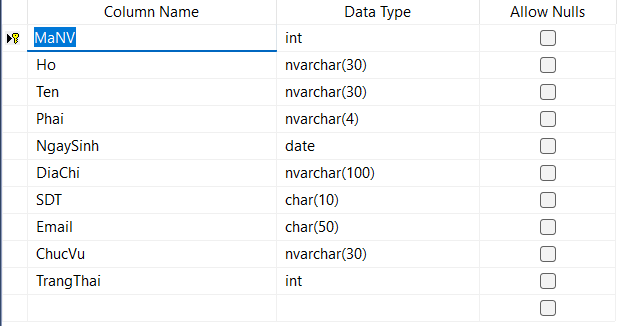 Column Name Data Type Allow Nulls
MaNV int
Ho nvarchar(30)
Ten nvarchar(30)
Phai nvarchar(4)
NgaySinh date
DiaChi nvarchar(100)
SDT char(10)
Email char(50)
ChucVu nvarchar(30)
TrangThai int